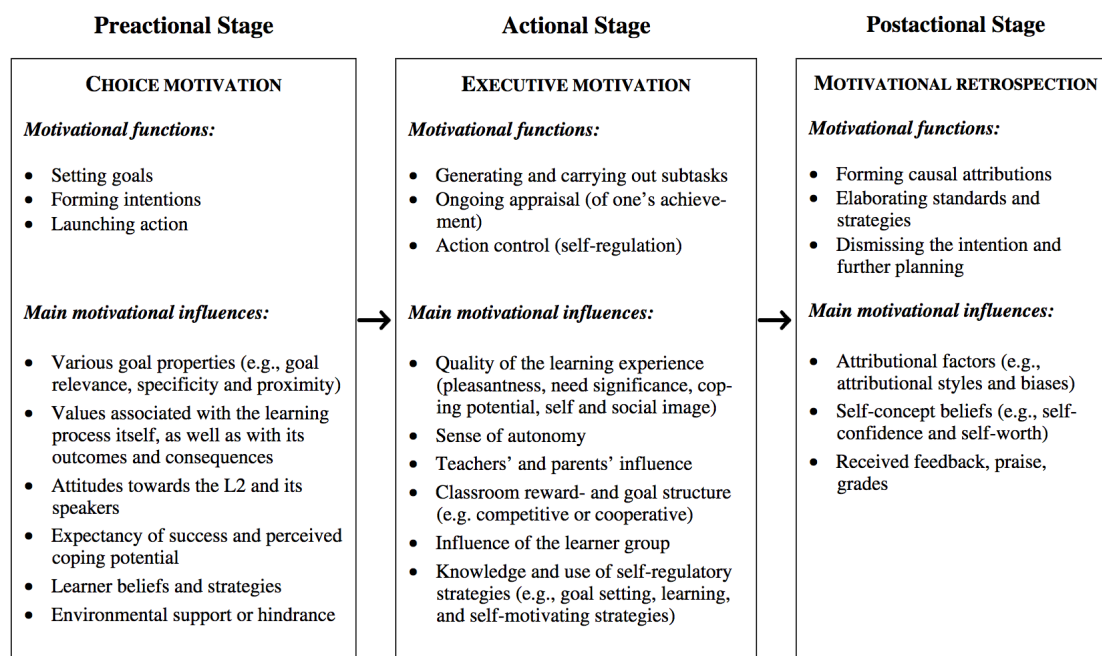 Preactional Stage
CHOICE MOTIVATION
Motivational functions:
• Setting goals
• Forming intentions
• Launching action
Main motivational influences:
• Various goal properties (e.g., goal
relevance, specificity and proximity)
• Values associated with the learning
process itself, as well as with its
outcomes and consequences
• Attitudes towards the L2 and its
speakers
• Expectancy of success and perceived
coping potential
• Learner beliefs and strategies
• Environmental support or hindrance
Actional Stage
EXECUTIVE MOTIVATION
Motivational functions:
• Generating and carrying out subtasks
• Ongoing appraisal (of one's achieve-
ment)
• Action control (self-regulation)
Main motivational influences:
• Quality of the learning experience
(pleasantness, need significance, cop-
ing potential, self and social image)
• Sense of autonomy
• Teachers' and parents' influence
• Classroom reward- and goal structure
(e.g. competitive or cooperative)
• Influence of the learner group
• Knowledge and use of self-regulatory
strategies (e.g., goal setting, learning,
and self-motivating strategies)
Postactional Stage
MOTIVATIONAL RETROSPECTION
Motivational functions:
• Forming causal attributions
• Elaborating standards and
strategies
• Dismissing the intention and
further planning
Main motivational influences:
• Attributional factors (e.g.,
attributional styles and biases)
• Self-concept beliefs (e.g., self-
confidence and self-worth)
• Received feedback, praise,
grades